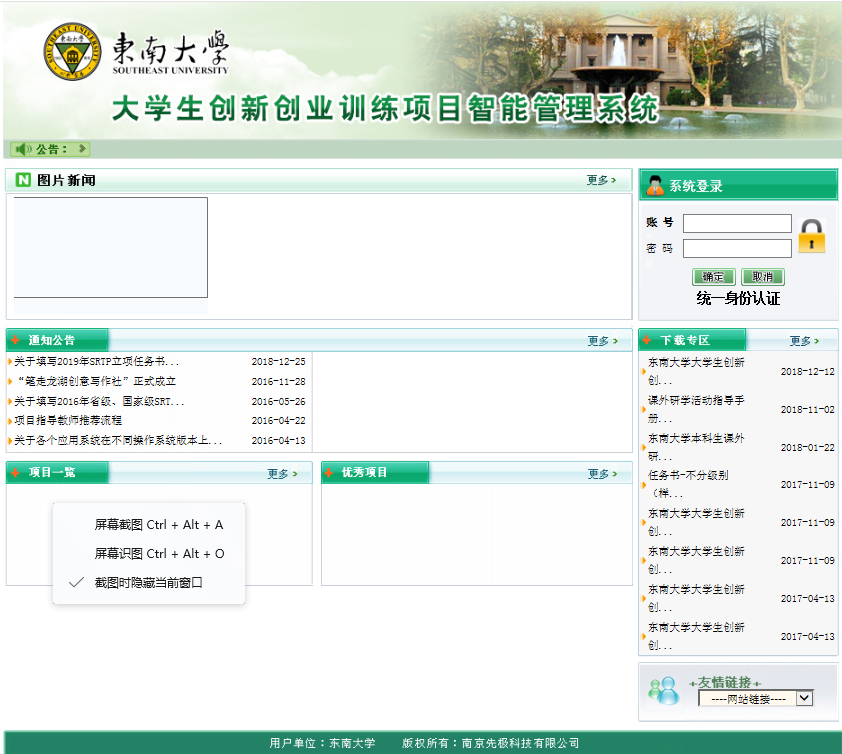 東南大學
SOUTHEAST UNIVERSITY
大学生创新创业训练项目智能管理系统
公告：
图片新闻
更多
系统登录
账 号
密 码
确定 取消
统一身份认证
通知公告
更多
关于填写2019年SRTP立项任务书... 2018-12-25
“笔走龙湖创意写作社”正式成立 2016-11-28
关于填写2016年省级、国家级SRT... 2016-05-26
项目指导教师推荐流程 2016-04-22
关于各个应用系统在不同操作系统版本上... 2016-04-13
下载专区
更多
东南大学大学生创新
创... 2018-12-12
课外研学活动指导手
册... 2018-11-02
东南大学本科生课外
研... 2018-01-22
任务书-不分级别
（样... 2017-11-09
东南大学大学生创新
创... 2017-11-09
东南大学大学生创新
创... 2017-11-09
东南大学大学生创新
创... 2017-04-13
东南大学大学生创新
创... 2017-04-13
项目一览
更多
优秀项目
更多
屏幕截图 Ctrl + Alt + A
屏幕识图 Ctrl + Alt + O
截图时隐藏当前窗口
+友情链接+
----网站链接----
用户单位：东南大学 版权所有：南京先极科技有限公司